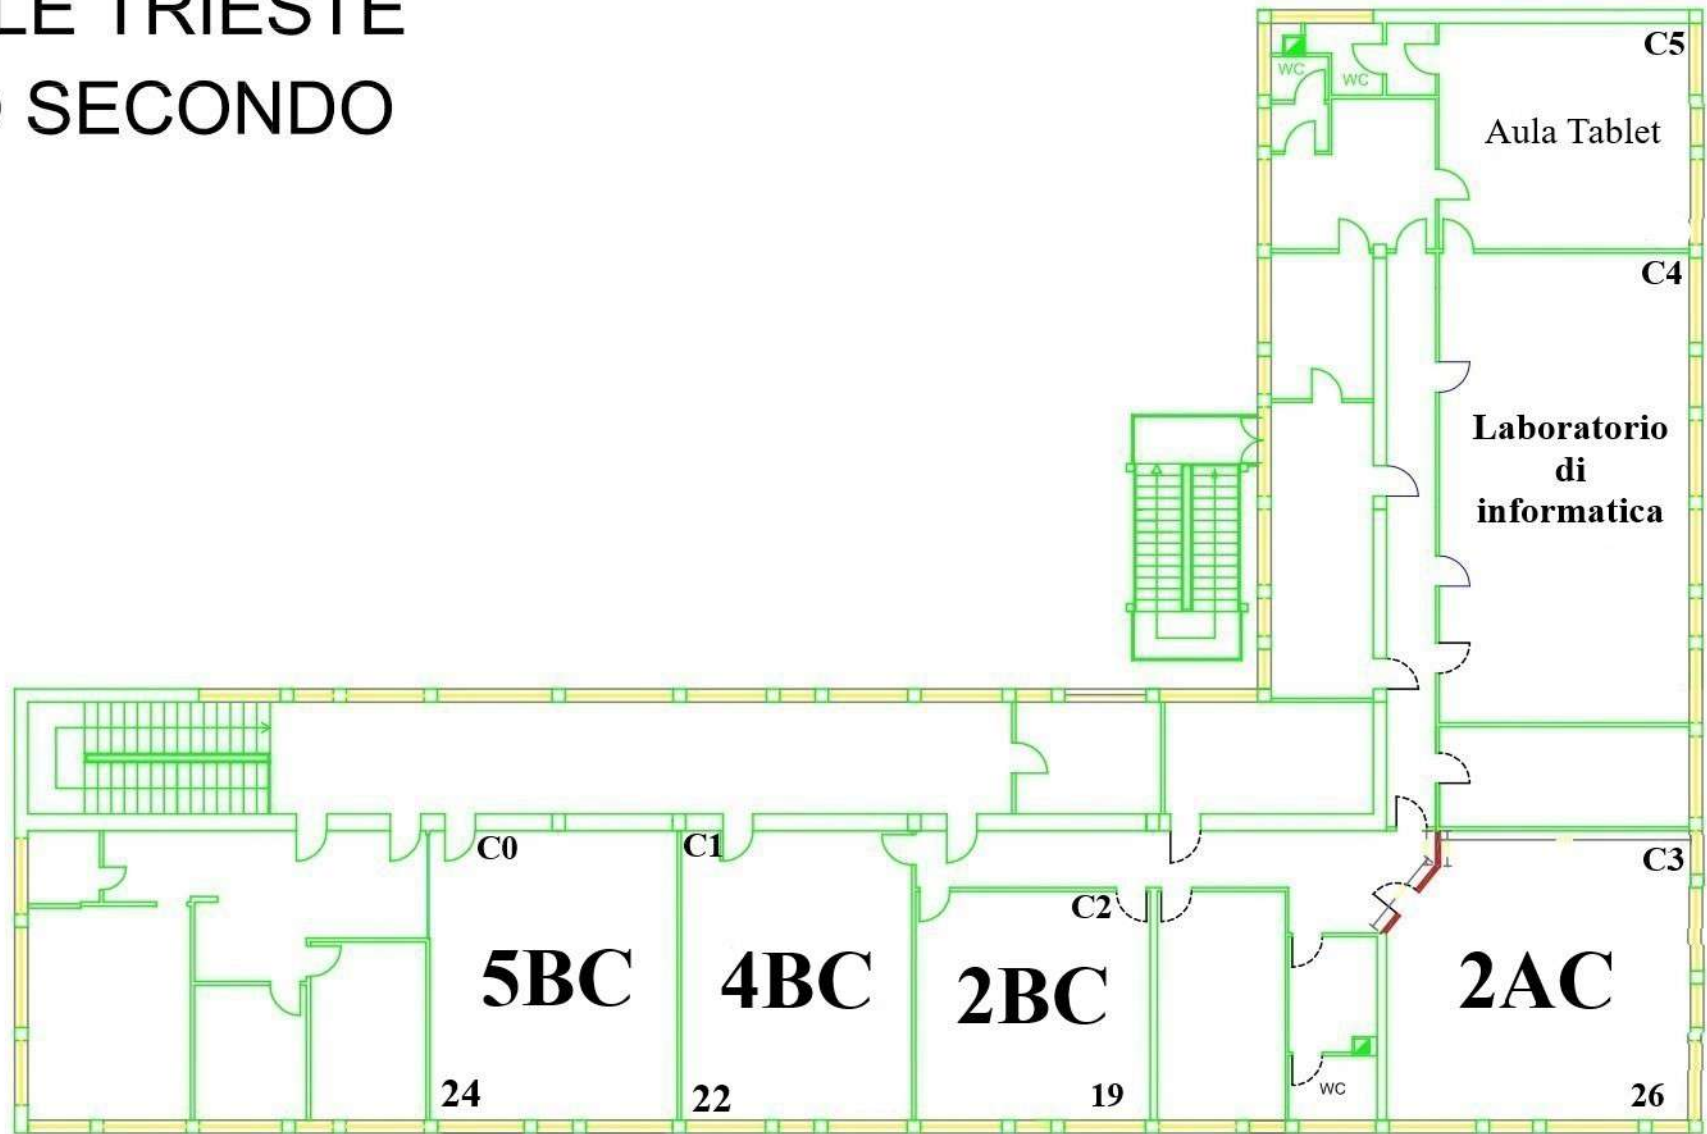 LE TRIESTE
SECONDO
C5
WC
WC
Aula Tablet
C4
Laboratorio
di
informatica
C0
C1
C3
C2
5BC
4BC
2BC
2AC
24
22
19
WC
26